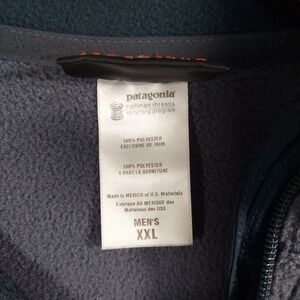 patagonia
common threads
recycling program
100% POLYESTER
EXCLUSIVE OF TRIM
100% POLYESTER
À PART LA GARNITURE
Made in MEXICO of U.S. Materials
Fabriqué AU MEXIQUE des
Matériaux des USA
MEN'S
XXL